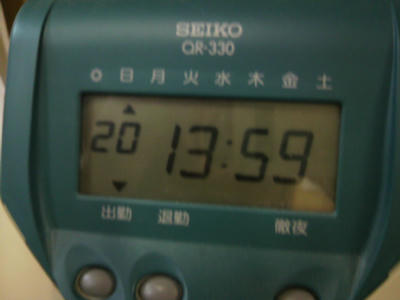 SEIKO
QR-330
日 月 火 水 木 金 土
20 13:59
出勤 退勤 徹夜